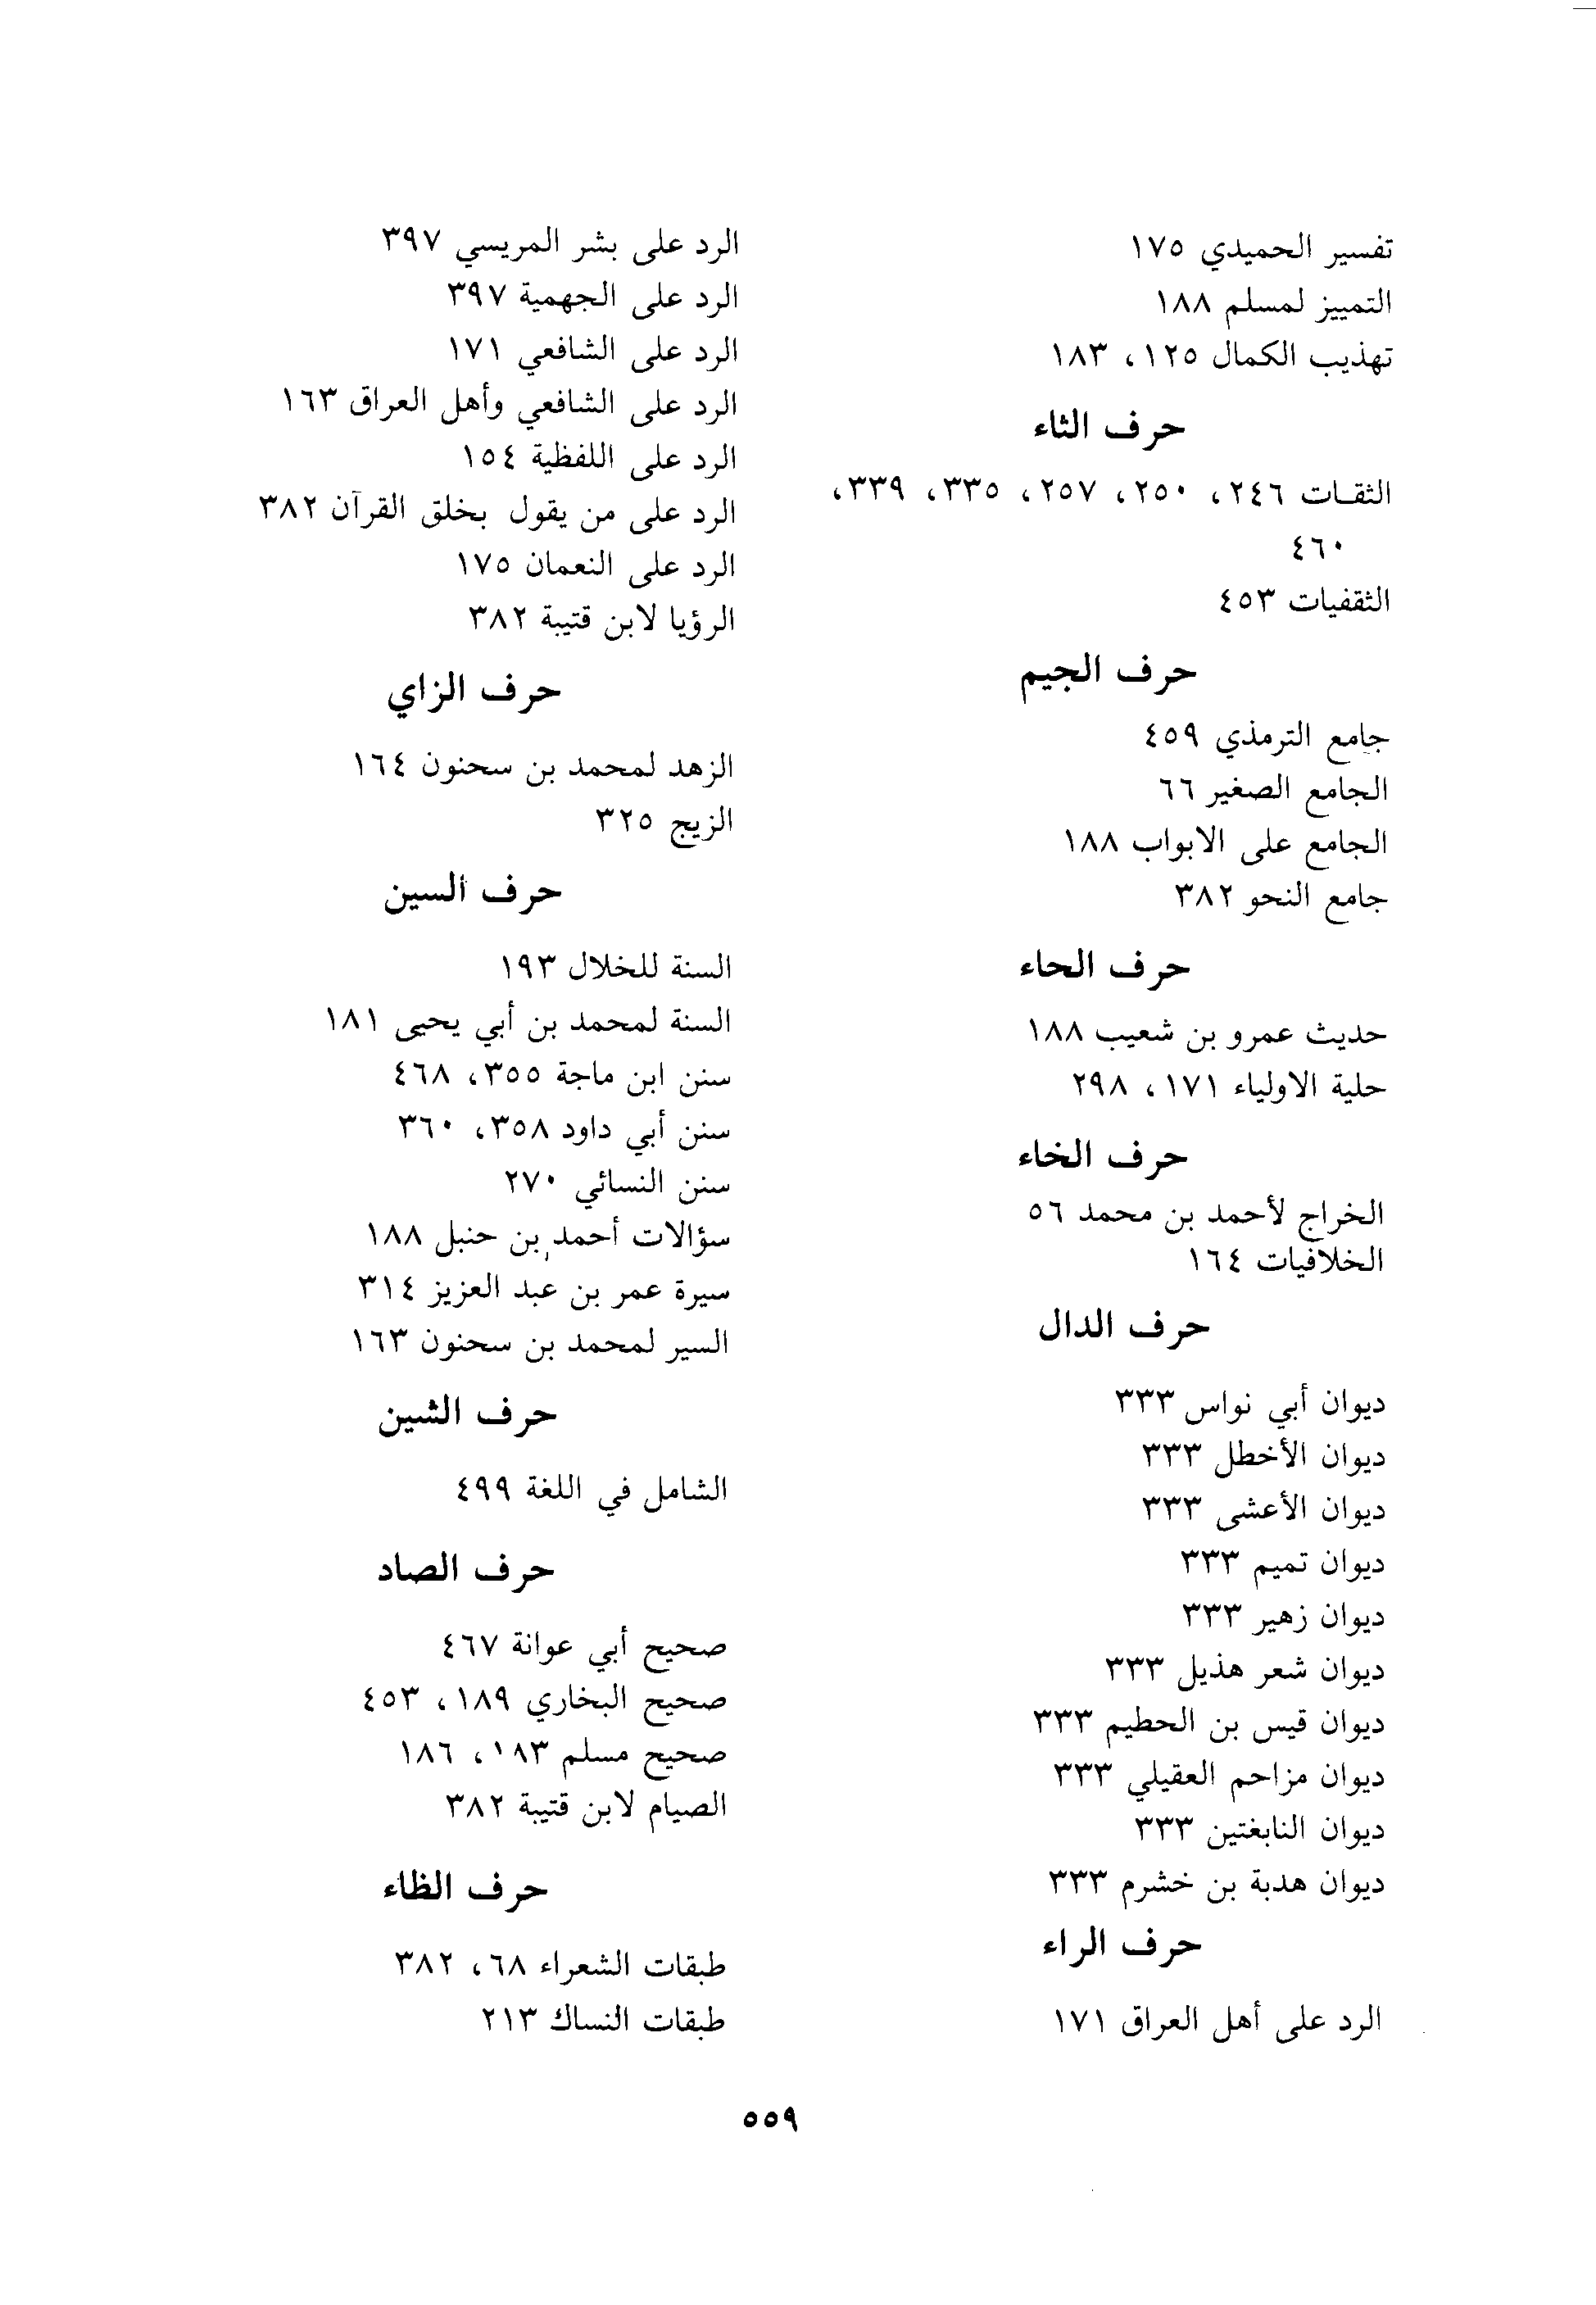 تفسير الحميدي ١٧٥
التمييز لمسلم ١٨٨
تهذيب الكمال ١٢٥، ١٨٣
حرف الثاء
الثقـات ٢٤٦، ٢٥٠، ٢٥٧، ٣٣٥، ٣٣٩،
٤٦٠
الثقفيات ٤٥٣
حرف الجيم
جامع الترمذي ٤٥٩
الجامع الصغير ٦٦
الجامع على الابواب ١٨٨
جامع النحو ٣٨٢
حرف الحاء
حديث عمرو بن شعيب ١٨٨
حلية الاولياء ١٧١، ٢٩٨
حرف الخاء
الخراج لأحمد بن محمد ٥٦
الخلافيات ١٦٤
حرف الدال
ديوان أبي نواس ٣٣٣
ديوان الأخطل ٣٣٣
ديوان الأعشى ٣٣٣
ديوان تميم ٣٣٣
ديوان زهير ٣٣٣
ديوان شعر هذيل ٣٣٣
ديوان قيس بن الحطيم ٣٣٣
ديوان مزاحم العقيلي ٣٣٣
ديوان النابغتين ٣٣٣
ديوان هدبة بن خشرم ٣٣٣
حرف الراء
الرد على أهل العراق ١٧١
الرد على بشر المريسي ٣٩٧
الرد على الجهمية ٣٩٧
الرد على الشافعي ١٧١
الرد على الشافعي وأهل العراق ١٦٣
الرد على اللفظية ١٥٤
الرد على من يقول بخلق القرآن ٣٨٢
الرد على النعمان ١٧٥
الرؤيا لابن قتيبة ٣٨٢
حرف الزاي
الزهد لمحمد بن سحنون ١٦٤
الزيج ٣٢٥
حرف السين
السنة للخلال ١٩٣
السنة لمحمد بن أبي يحيى ١٨١
سنن ابن ماجة ٣٥٥، ٤٦٨
سنن أبي داود ٣٥٨، ٣٦٠
سنن النسائي ٢٧٠
سؤالات أحمد بن حنبل ١٨٨
سيرة عمر بن عبد العزيز ٣١٤
السير لمحمد بن سحنون ١٦٣
حرف الشين
الشامل في اللغة ٤٩٩
حرف الصاد
صحيح أبي عوانة ٤٦٧
صحيح البخاري ١٨٩، ٤٥٣
صحيح مسلم ١٨٣، ١٨٦
الصيام لابن قتيبة ٣٨٢
حرف الظاء
طبقات الشعراء ٦٨، ٣٨٢
طبقات النساك ٢١٣
٥٥٩